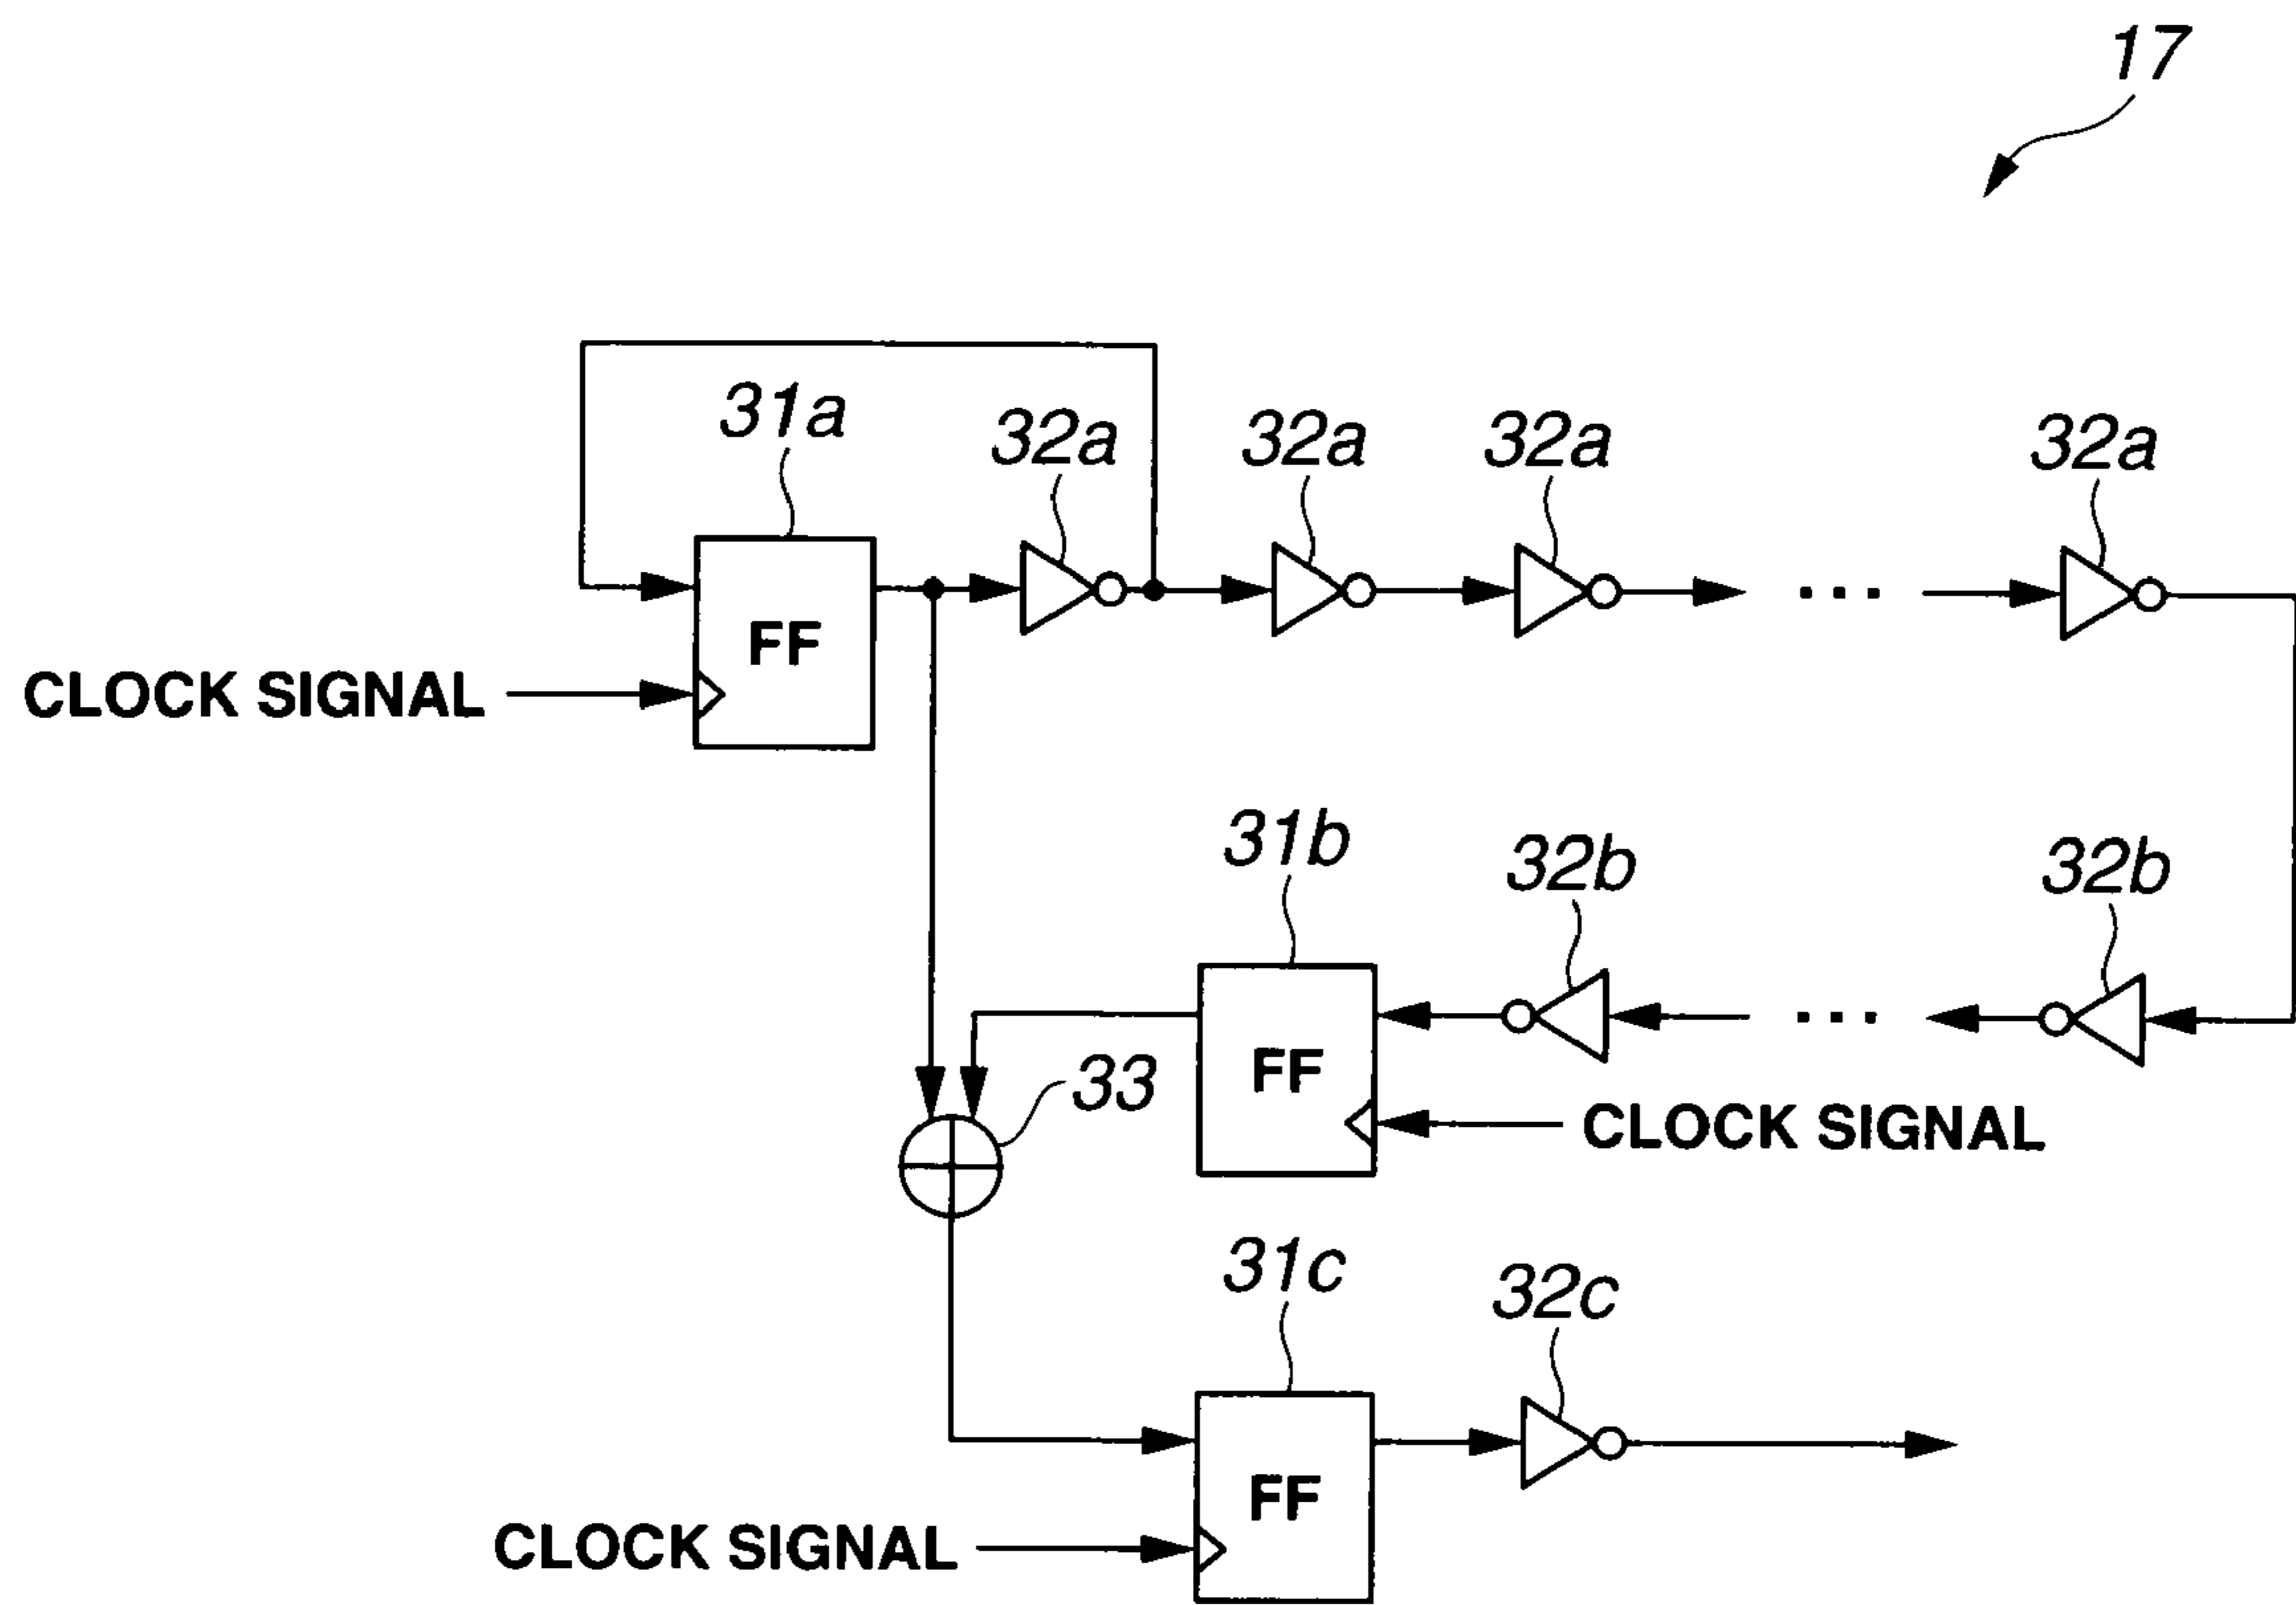 17
31a
32a
32a
32a
32a
FF
CLOCK SIGNAL
...
31b
32b
32b
FF
...
33
CLOCK SIGNAL
31c
32c
FF
CLOCK SIGNAL